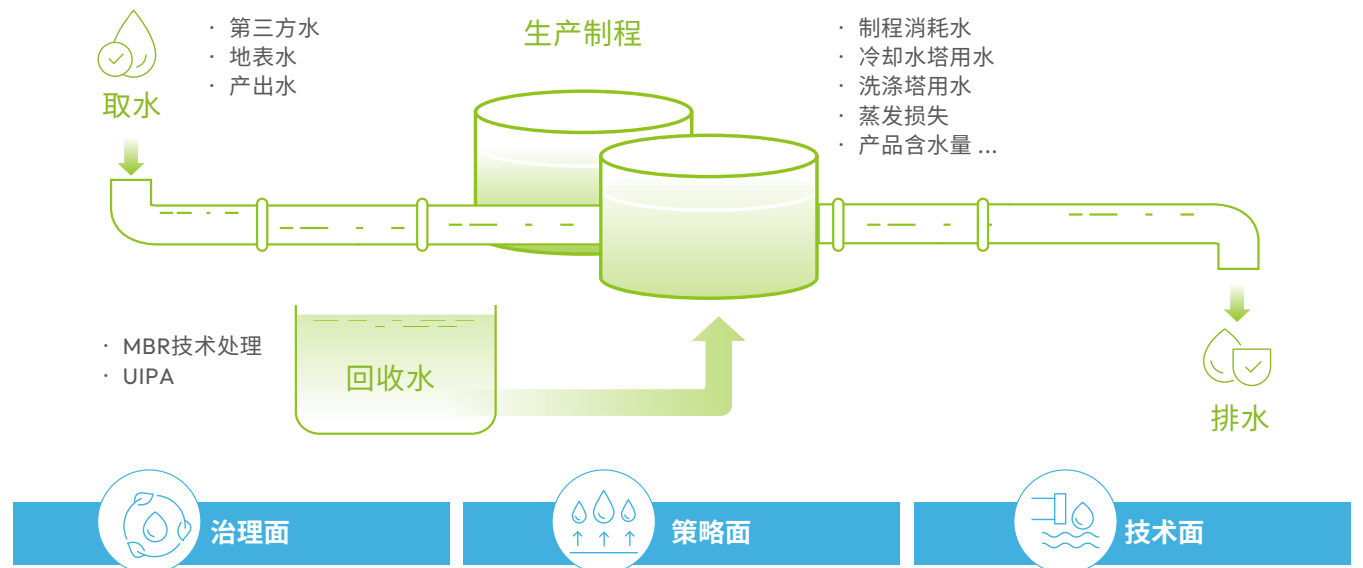 · 第三方水
· 地表水
· 产出水
取水
生产制程
· 制程消耗水
· 冷却水塔用水
· 洗涤塔用水
· 蒸发损失
· 产品含水量 ...
· MBR技术处理
· UIPA
回收水
排水
治理面
策略面
技术面